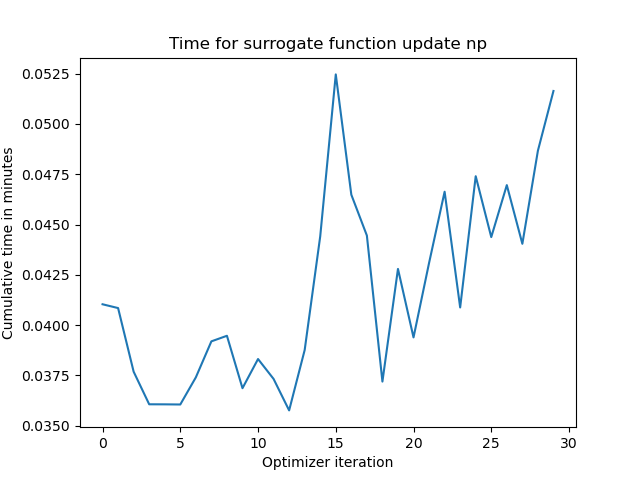 Time for surrogate function update np
Cumulative time in minutes
0.0525
0.0500
0.0475
0.0450
0.0425
0.0400
0.0375
0.0350
0 5 10 15 20 25 30
Optimizer iteration